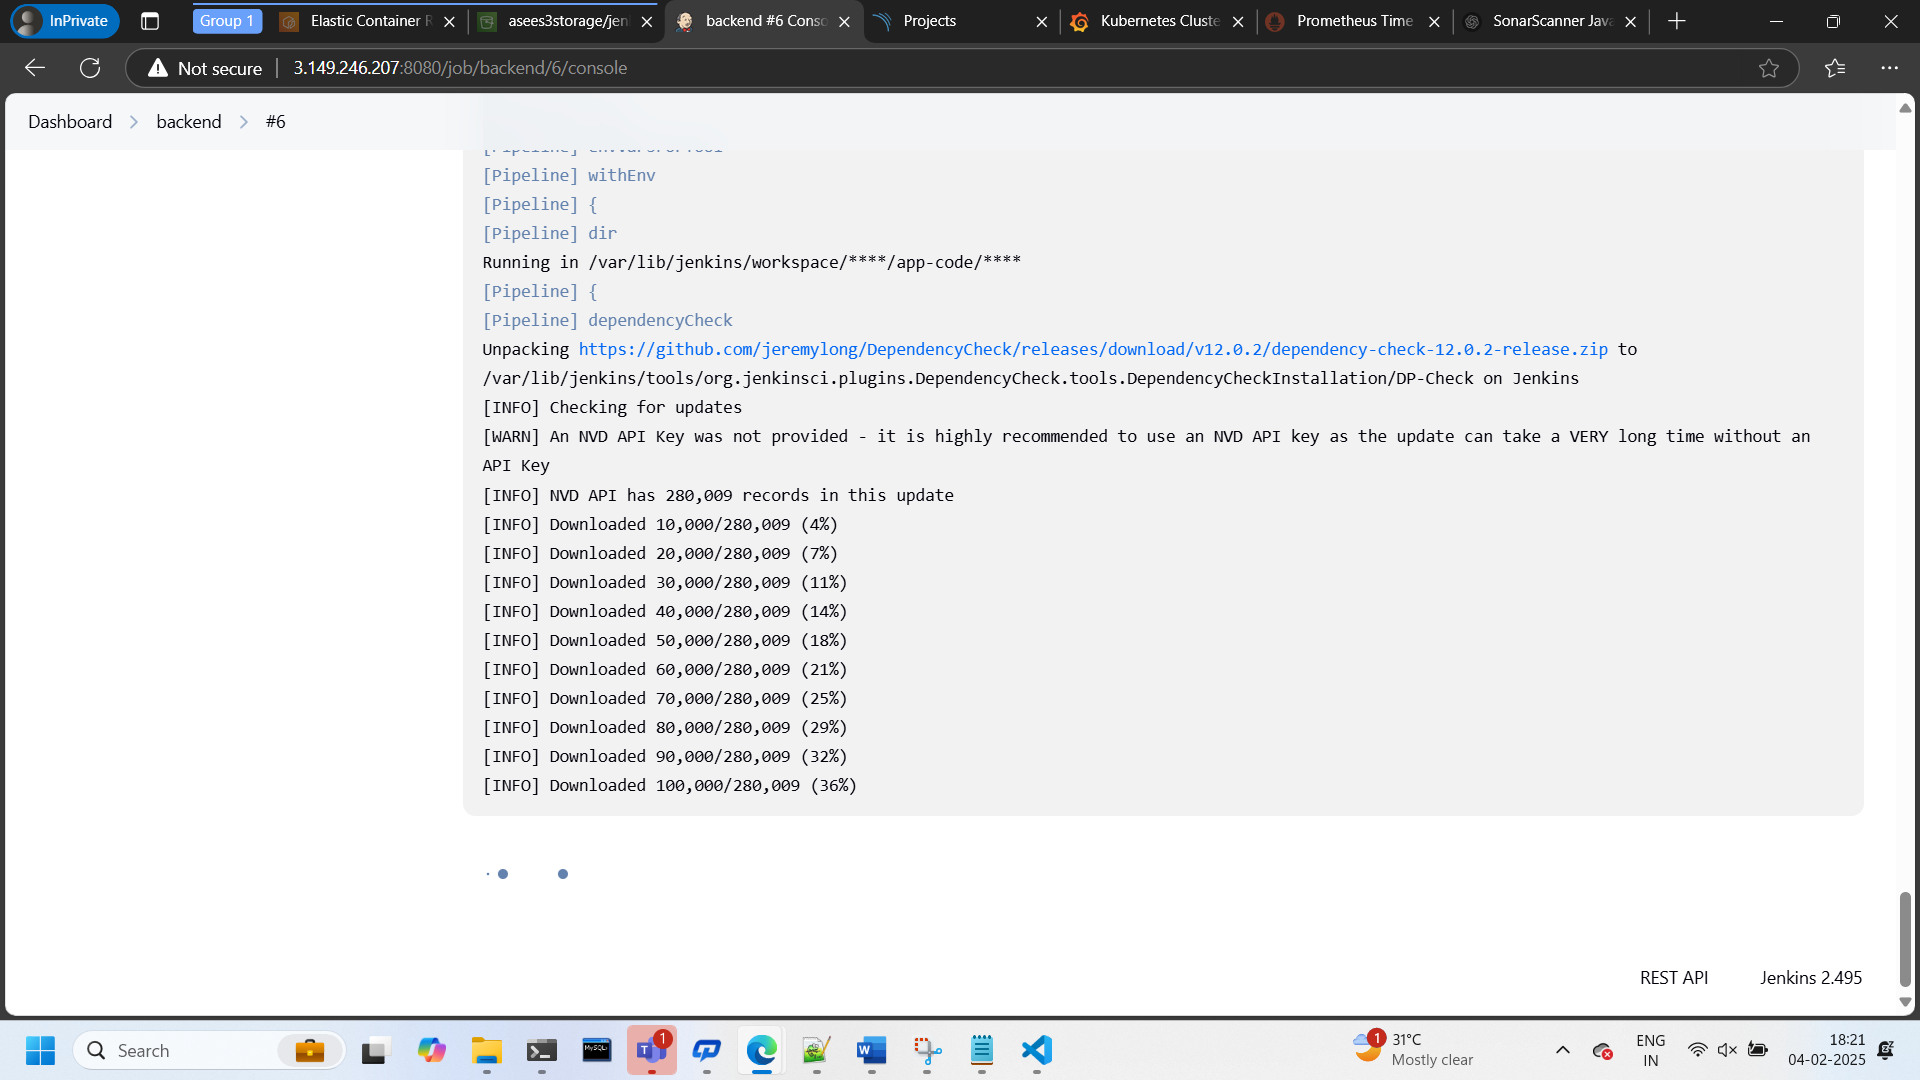 InPrivate
Group 1
Elastic Container R
asees3storage/jen
backend #6 Conso
Projects
Kubernetes Cluste
Prometheus Time
SonarScanner Java
Not secure
3.149.246.207:8080/job/backend/6/console
Dashboard
backend
#6
[Pipeline] envVarsForTool
[Pipeline] withEnv
[Pipeline] {
[Pipeline] dir
Running in /var/lib/jenkins/workspace/****/app-code/****
[Pipeline] {
[Pipeline] dependencyCheck
Unpacking https://github.com/jeremylong/DependencyCheck/releases/download/v12.0.2/dependency-check-12.0.2-release.zip to
/var/lib/jenkins/tools/org.jenkinsci.plugins.DependencyCheck.tools.DependencyCheckInstallation/DP-Check on Jenkins
[INFO] Checking for updates
[WARN] An NVD API Key was not provided - it is highly recommended to use an NVD API key as the update can take a VERY long time without an
API Key
[INFO] NVD API has 280,009 records in this update
[INFO] Downloaded 10,000/280,009 (4%)
[INFO] Downloaded 20,000/280,009 (7%)
[INFO] Downloaded 30,000/280,009 (11%)
[INFO] Downloaded 40,000/280,009 (14%)
[INFO] Downloaded 50,000/280,009 (18%)
[INFO] Downloaded 60,000/280,009 (21%)
[INFO] Downloaded 70,000/280,009 (25%)
[INFO] Downloaded 80,000/280,009 (29%)
[INFO] Downloaded 90,000/280,009 (32%)
[INFO] Downloaded 100,000/280,009 (36%)
REST API
Jenkins 2.495
Search
MySQL
1
1
31°C
Mostly clear
ENG
IN
18:21
04-02-2025